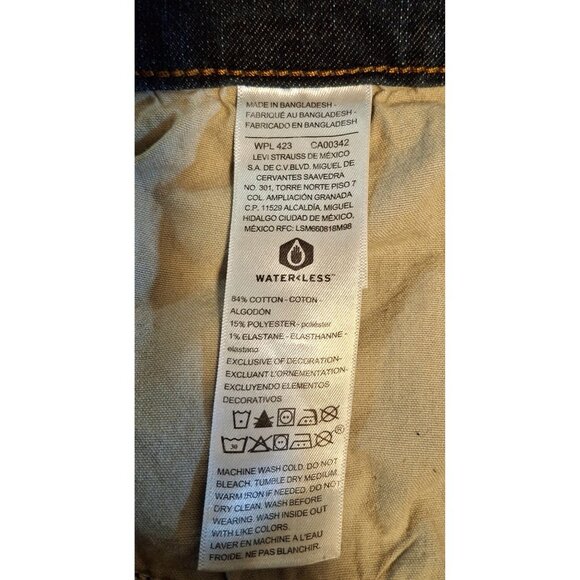 MADE IN BANGLADESH -
FABRIQUÉ AU BANGLADESH -
FABRICADO EN BANGLADESH
WPL 423 CA00342
LEVI STRAUSS DE MÉXICO
S.A. DE C.V.BLVD. MIGUEL DE
CERVANTES SAAVEDRA
NO. 301, TORRE NORTE PISO 7
COL. AMPLIACIÓN GRANADA
C.P. 11529 ALCALDÍA, MIGUEL
HIDALGO CIUDAD DE MÉXICO,
MÉXICO RFC: LSM660818M98
WATER<LESS™
84% COTTON - COTON -
ALGODÓN
15% POLYESTER - poliéster
1% ELASTANE - ELASTHANNE -
elastano
EXCLUSIVE OF DECORATION-
EXCLUANT L'ORNEMENTATION-
EXCLUYENDO ELEMENTOS
DECORATIVOS
30 ®
MACHINE WASH COLD. DO NOT
BLEACH. TUMBLE DRY MEDIUM.
WARM IRON IF NEEDED. DO NOT
DRY CLEAN. WASH BEFORE
WEARING. WASH INSIDE OUT
WITH LIKE COLORS.
LAVER EN MACHINE A L'EAU
FROIDE. NE PAS BLANCHIR.